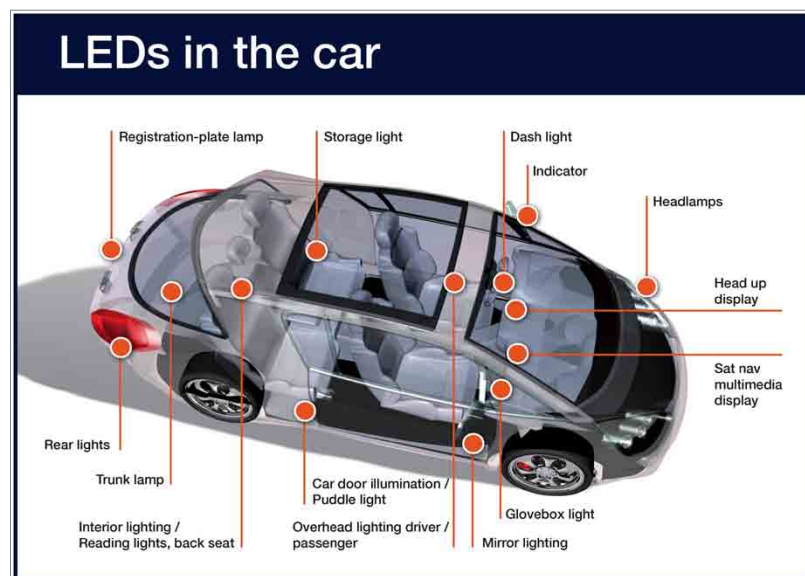 LEDs in the car
Registration-plate lamp
Storage light
Dash light
Indicator
Headlamps
Head up
display
Sat nav
multimedia
display
Rear lights
Trunk lamp
Car door illumination /
Puddle light
Glovebox light
Interior lighting /
Reading lights, back seat
Overhead lighting driver /
passenger
Mirror lighting